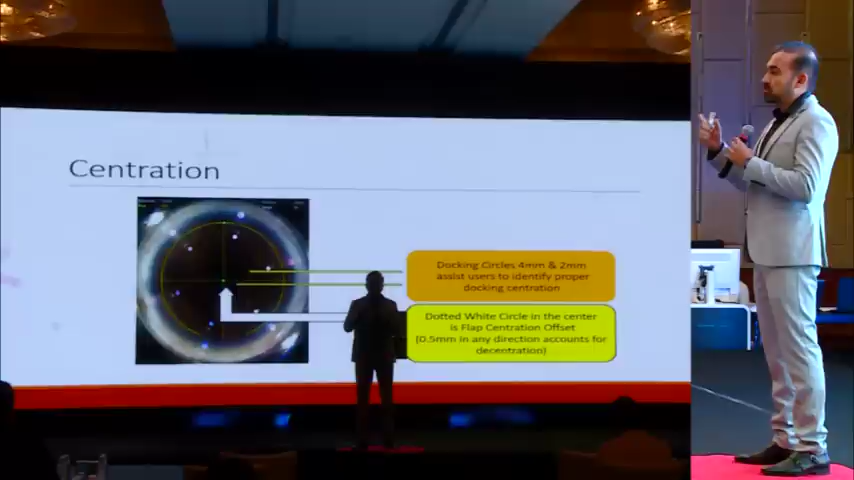 Centration
Docking Circles 4mm & 2mm
assist users to identify proper
docking centration
Dotted White Circle in the center
is Flap Centration Offset
(0.5mm in any direction accounts for
decentration)